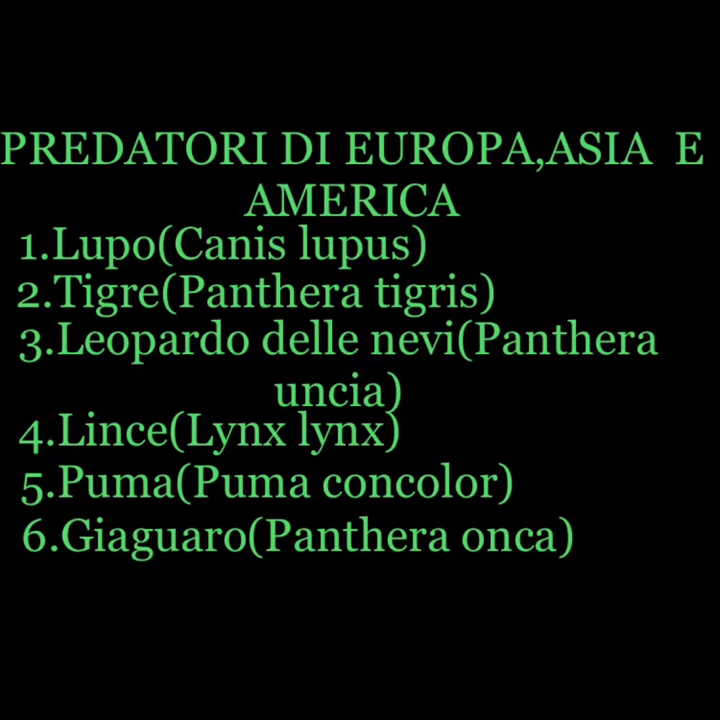 PREDATORI DI EUROPA,ASIA E
AMERICA
1.Lupo(Canis lupus)
2.Tigre(Panthera tigris)
3.Leopardo delle nevi(Panthera
uncia)
4.Lince(Lynx lynx)
5.Puma(Puma concolor)
6.Giaguaro(Panthera onca)